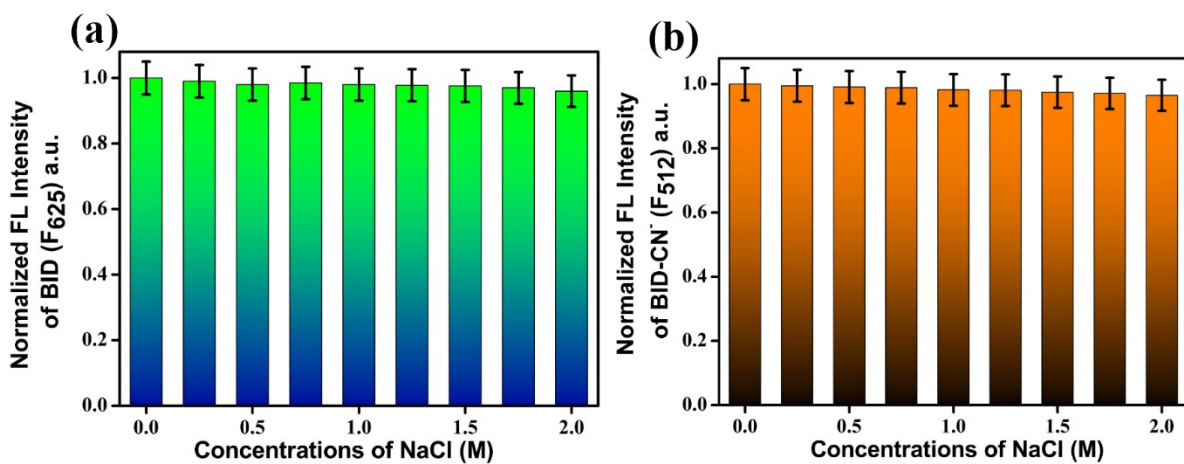 (a)
Normalized FL Intensity
of BID (F625) a.u.
1.0
0.8
0.6
0.4
0.2
0.0
0.0 0.5 1.0 1.5 2.0
Concentrations of NaCl (M)
(b)
Normalized FL Intensity
of BID-CN⁻ (F512) a.u.
1.0
0.8
0.6
0.4
0.2
0.0
0.0 0.5 1.0 1.5 2.0
Concentrations of NaCl (M)